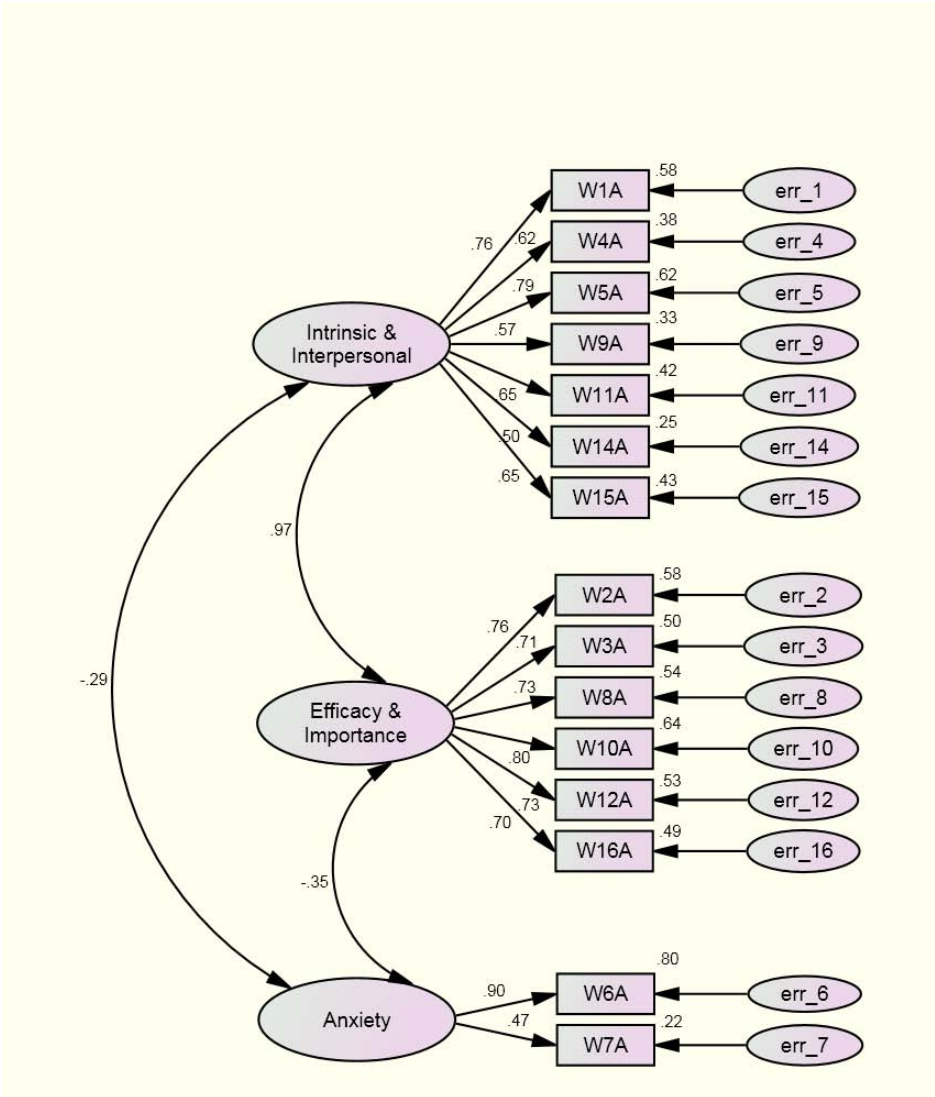 .58
W1A
err_1
.76
.62
.38
W4A
err_4
.79
.62
W5A
err_5
Intrinsic &
Interpersonal
.57
.33
W9A
err_9
.65
.42
W11A
err_11
.50
.25
W14A
err_14
.65
.43
W15A
err_15
.97
.58
W2A
err_2
.76
.71
.50
W3A
err_3
.73
.54
W8A
err_8
Efficacy &
Importance
.80
.64
W10A
err_10
.73
.53
W12A
err_12
.70
.49
W16A
err_16
-.29
-.35
.80
.90
W6A
err_6
Anxiety
.47
.22
W7A
err_7